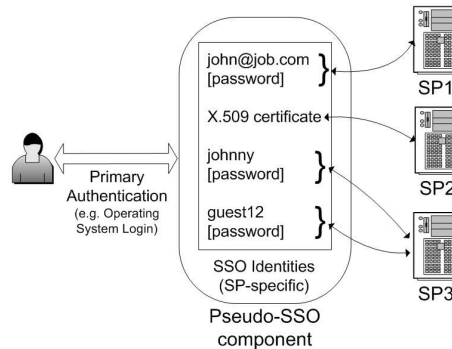 john@job.com
[password]
X.509 certificate
johnny
[password]
guest12
[password]
SSO Identities
(SP-specific)
Pseudo-SSO
component
Primary
Authentication
(e.g. Operating
System Login)
SP1
SP2
SP3